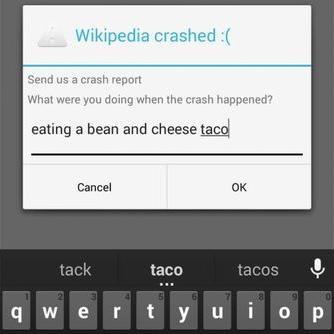 Wikipedia crashed :(
Send us a crash report
What were you doing when the crash happened?
eating a bean and cheese taco
Cancel OK
tack taco tacos
1 2 3 4 5 6 7 8 9 0
q w e r t y u i o p